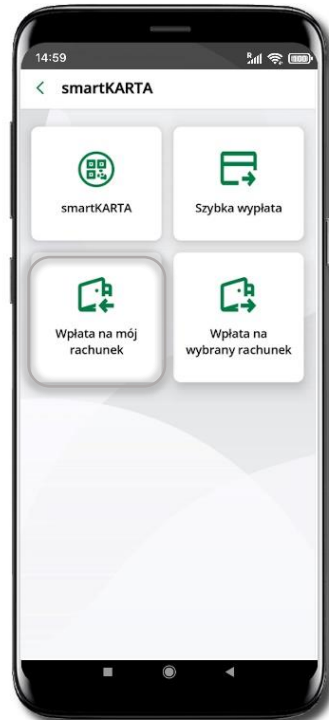 14:59
smartKARTA
smartKARTA
Szybka wypłata
Wpłata na mój
rachunek
Wpłata na
wybrany rachunek